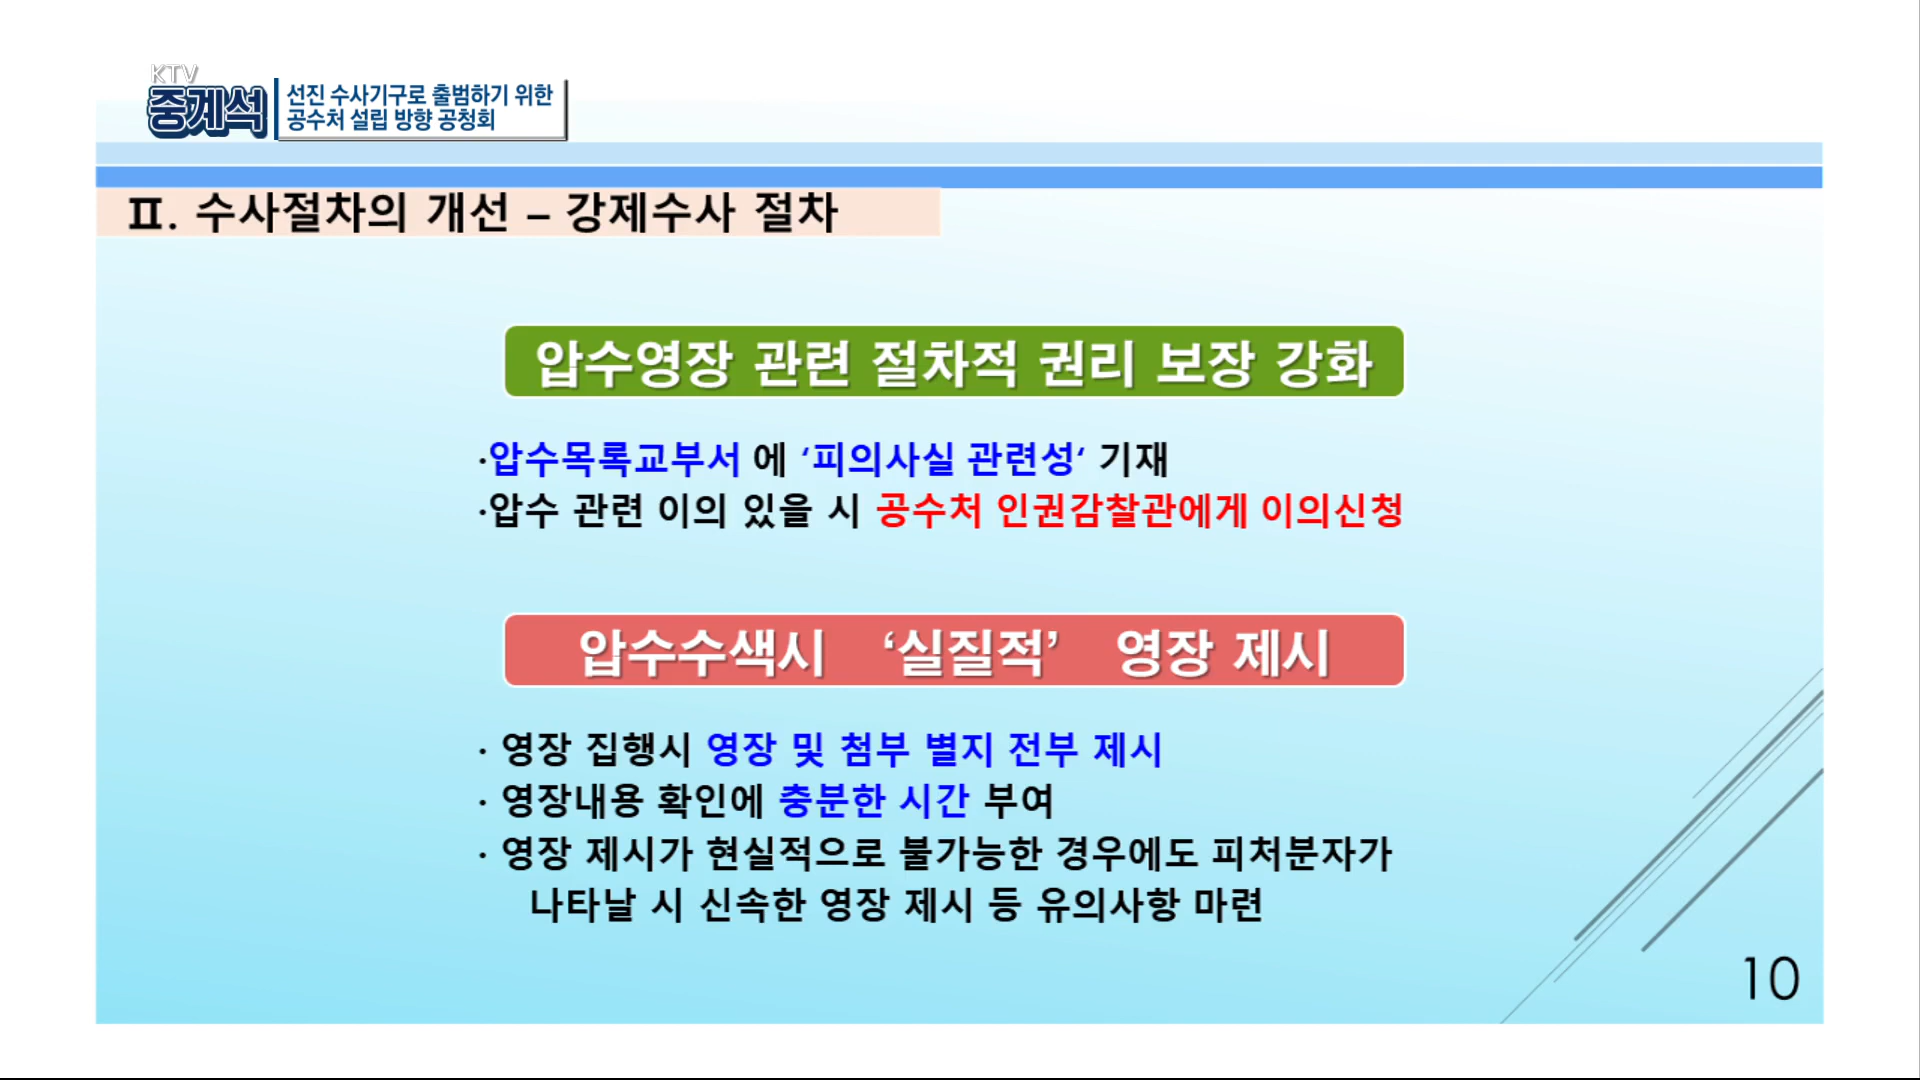 KTV
중계석
선진 수사기구로 출범하기 위한
공수처 설립 방향 공청회
Ⅱ. 수사절차의 개선 – 강제수사 절차
압수영장 관련 절차적 권리 보장 강화
·압수목록교부서 에 ‘피의사실 관련성‘ 기재
·압수 관련 이의 있을 시 공수처 인권감찰관에게 이의신청
압수수색시 ‘실질적’ 영장 제시
· 영장 집행시 영장 및 첨부 별지 전부 제시
· 영장내용 확인에 충분한 시간 부여
· 영장 제시가 현실적으로 불가능한 경우에도 피처분자가
나타날 시 신속한 영장 제시 등 유의사항 마련
10